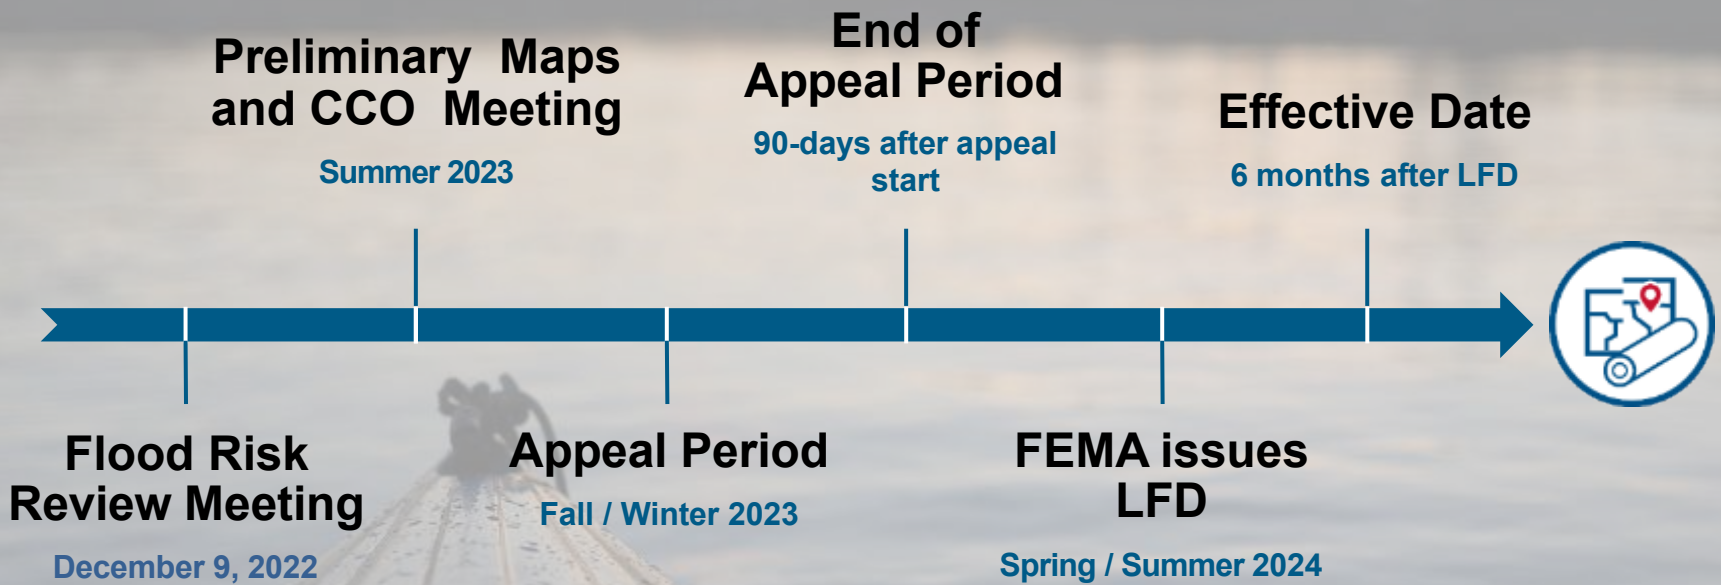 Preliminary Maps
and CCO Meeting
Summer 2023
End of
Appeal Period
90-days after appeal
start
Effective Date
6 months after LFD
Flood Risk
Review Meeting
December 9, 2022
Appeal Period
Fall / Winter 2023
FEMA issues
LFD
Spring / Summer 2024